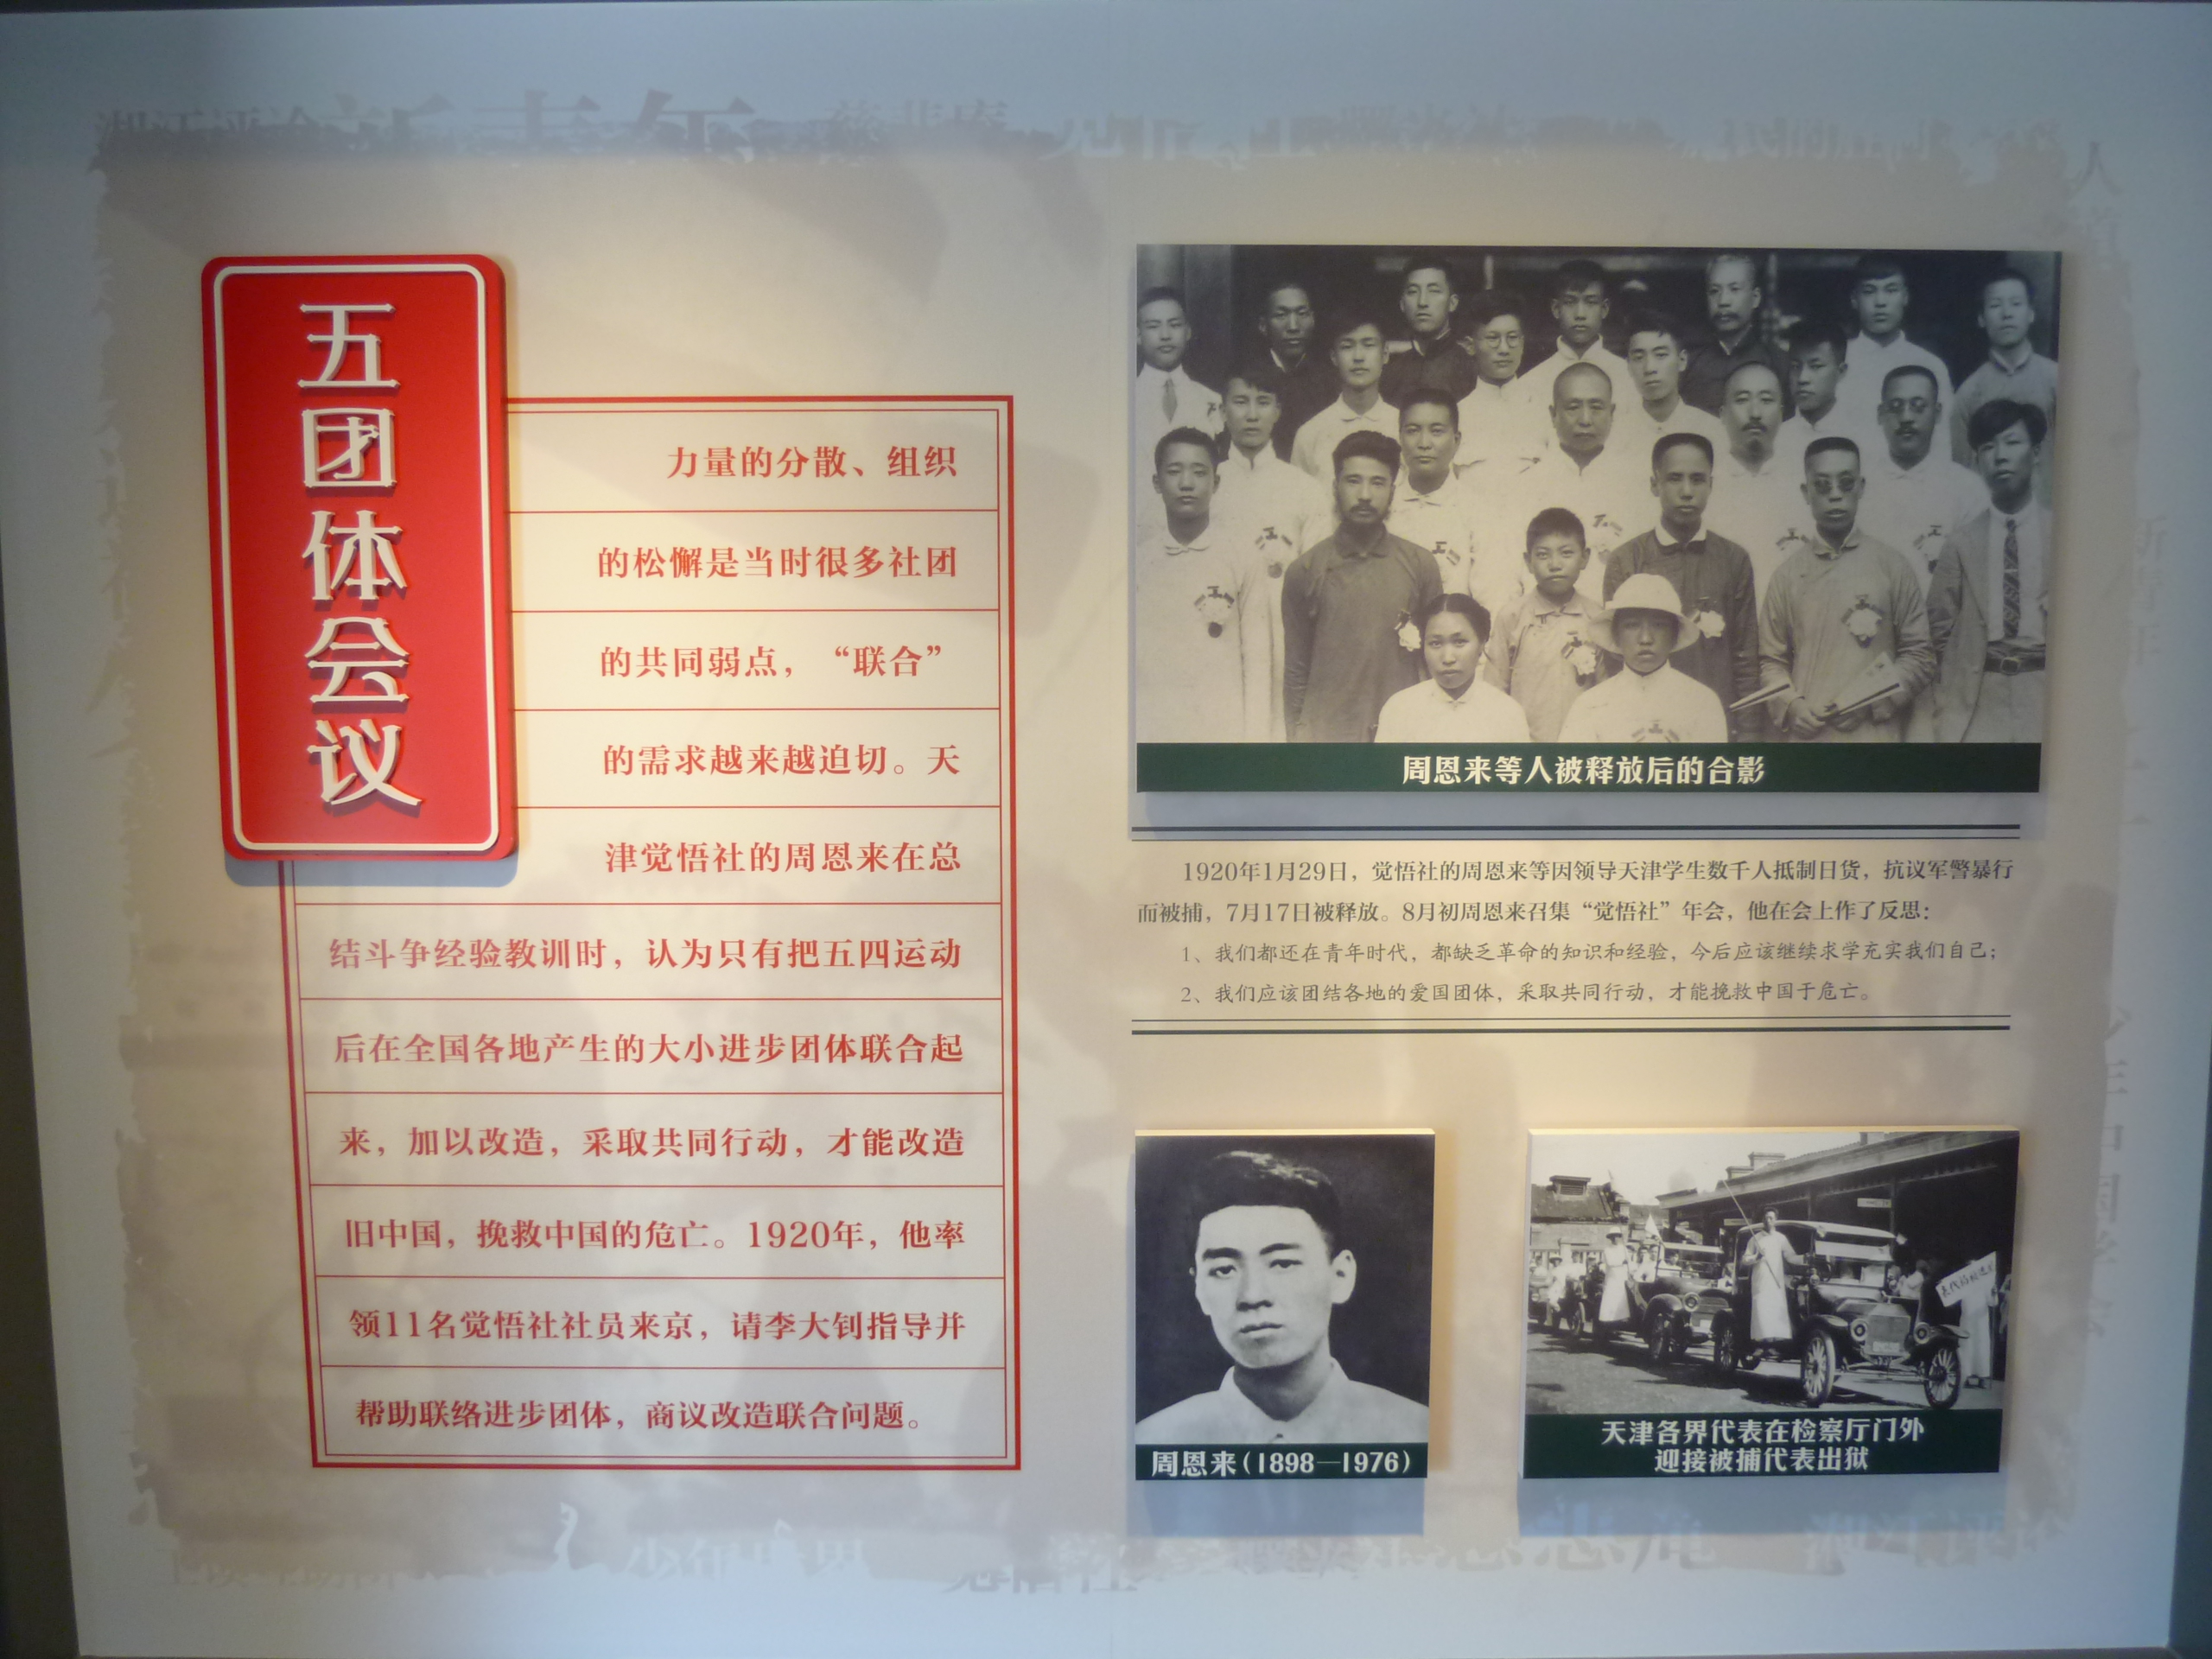 五团体会议
力量的分散、组织
的松懈是当时很多社团
的共同弱点，“联合”
的需求越来越迫切。天
津觉悟社的周恩来在总
结斗争经验教训时，认为只有把五四运动
后在全国各地产生的大小进步团体联合起
来，加以改造，采取共同行动，才能改造
旧中国，挽救中国的危亡。1920年，他率
领11名觉悟社社员来京，请李大钊指导并
帮助联络进步团体，商议改造联合问题。
周恩来等人被释放后的合影
1920年1月29日，觉悟社的周恩来等因领导天津学生数千人抵制日货，抗议军警暴行
而被捕，7月17日被释放。8月初周恩来召集“觉悟社”年会，他在会上作了反思：
1、我们都还在青年时代，都缺乏革命的知识和经验，今后应该继续求学充实我们自己；
2、我们应该团结各地的爱国团体，采取共同行动，才能挽救中国于危亡。
周恩来（1898—1976）
天津各界代表在检察厅门外
迎接被捕代表出狱